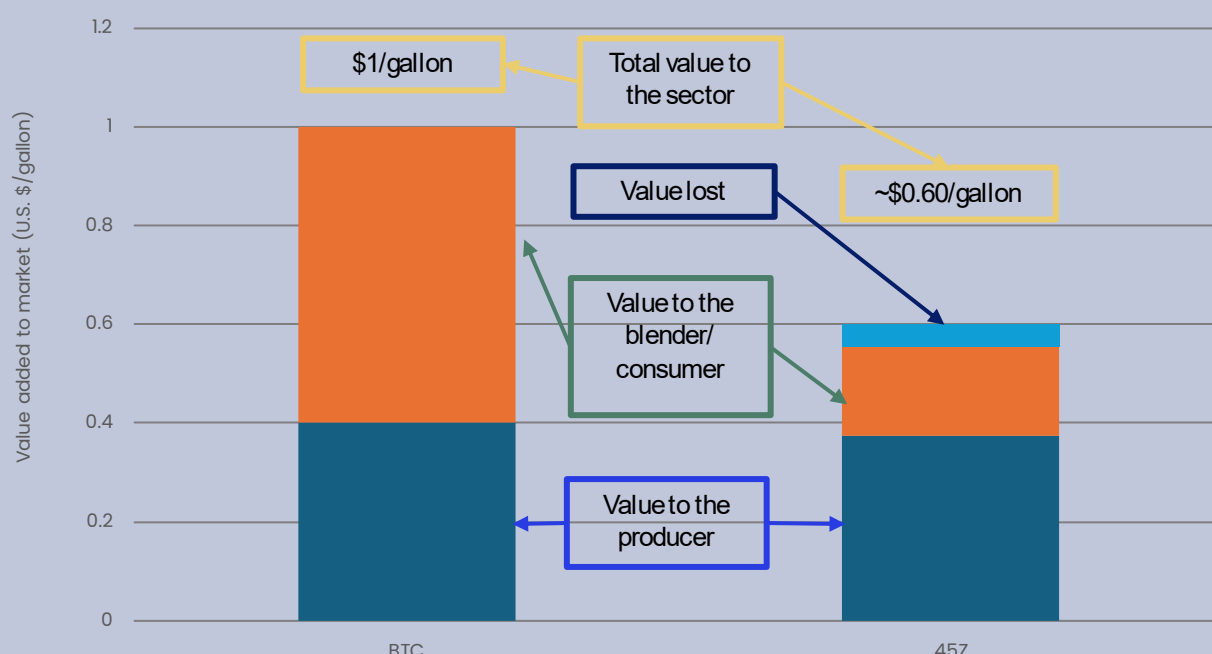 1.2
$1/gallon
Total value to
the sector
1
Value lost
~$0.60/gallon
0.8
Value to the
blender/
consumer
0.6
0.4
Value to the
producer
0.2
0
BTC
45Z
Value added to market (U.S. $/gallon)